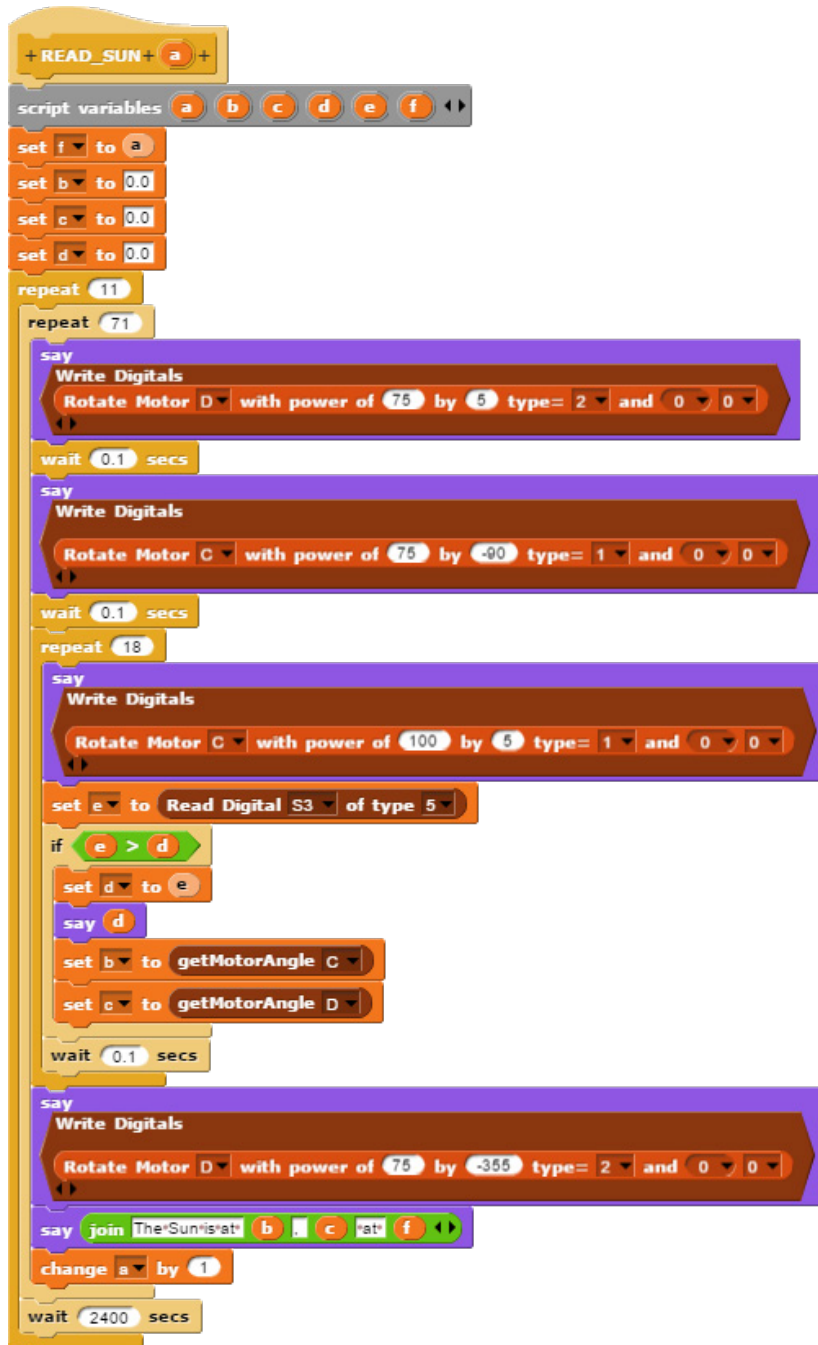 + READ_SUN + a +
script variables a b c d e f
set f to a
set b to 0.0
set c to 0.0
set d to 0.0
repeat 11
repeat 71
say
Write Digitals
Rotate Motor D with power of 75 by 5 type= 2 and 0 0
wait 0.1 secs
say
Write Digitals
Rotate Motor C with power of 75 by -90 type= 1 and 0 0
wait 0.1 secs
repeat 18
say
Write Digitals
Rotate Motor C with power of 100 by 5 type= 1 and 0 0
set e to Read Digital S3 of type 5
if e > d
set d to e
say d
set b to getMotorAngle C
set c to getMotorAngle D
wait 0.1 secs
say
Write Digitals
Rotate Motor D with power of 75 by -355 type= 2 and 0 0
say join The Sun is at b , c at f
change a by 1
wait 2400 secs